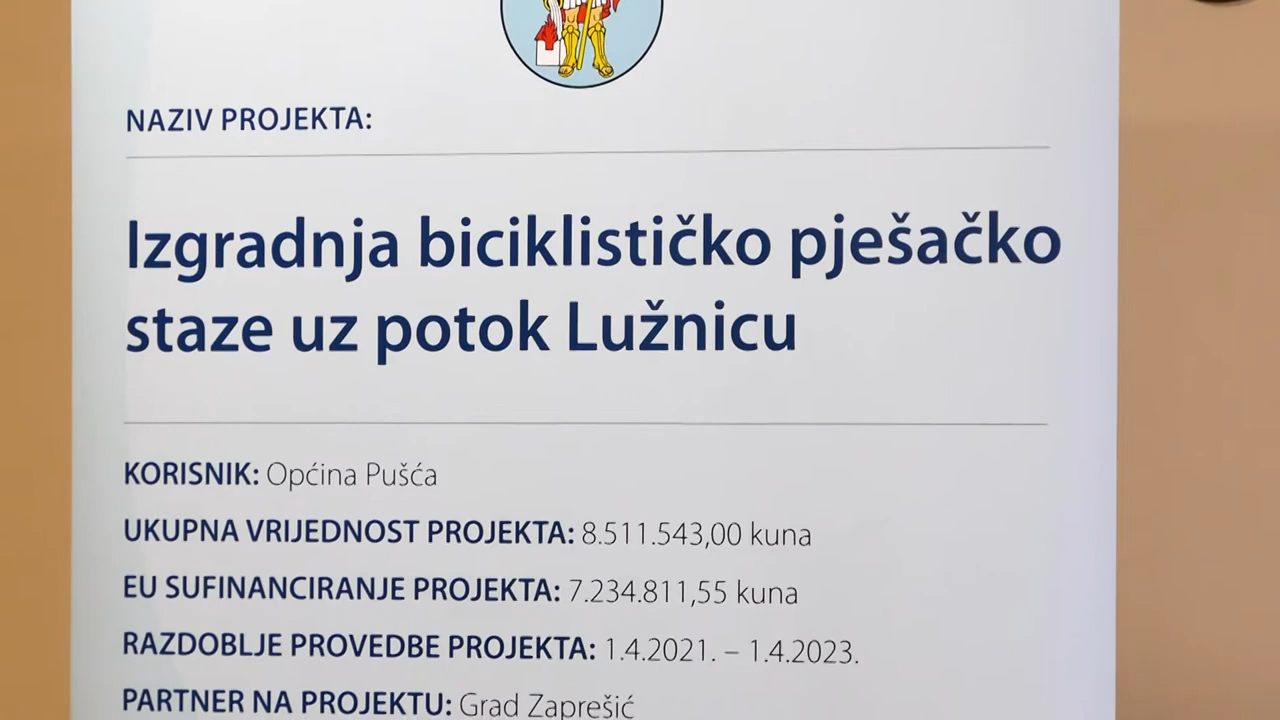 NAZIV PROJEKTA:
Izgradnja biciklističko pješačko
staze uz potok Lužnicu
KORISNIK: Općina Pušća
UKUPNA VRIJEDNOST PROJEKTA: 8.511.543,00 kuna
EU SUFINANCIRANJE PROJEKTA: 7.234.811,55 kuna
RAZDOBLJE PROVEDBE PROJEKTA: 1.4.2021. – 1.4.2023.
PARTNER NA PROJEKTU: Grad Zaprešić